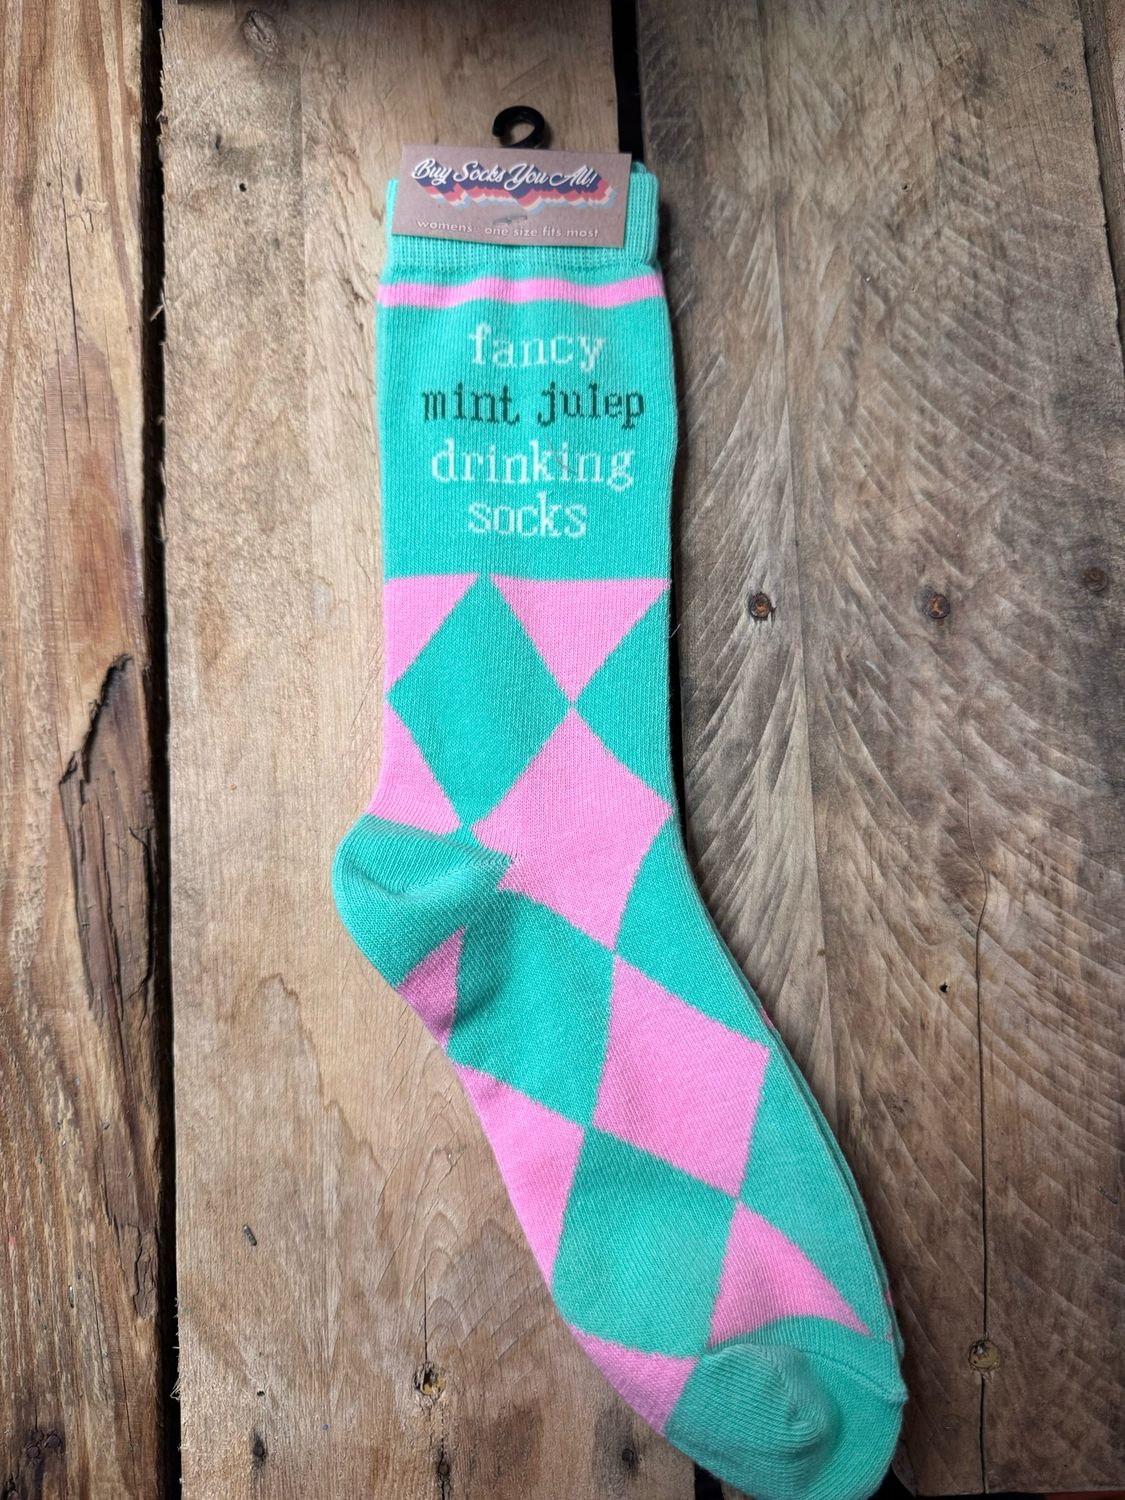 Buy Socks You All!
womens one size fits most
fancy
mint julep
drinking
socks